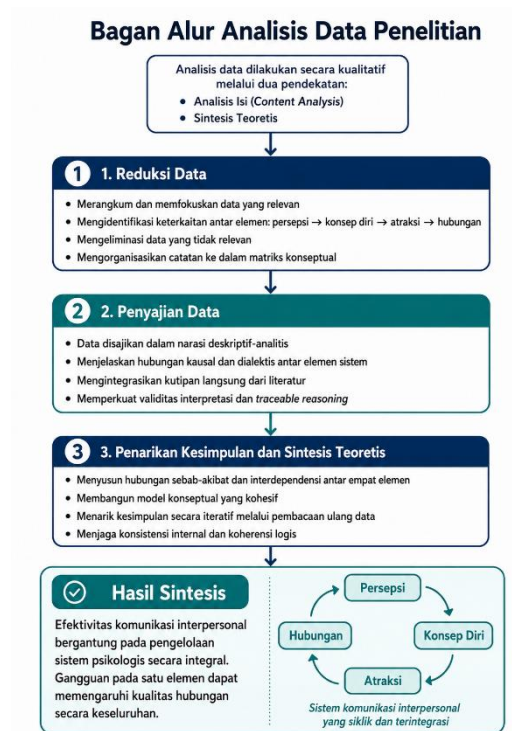 Bagan Alur Analisis Data Penelitian
Analisis data dilakukan secara kualitatif
melalui dua pendekatan:
• Analisis Isi (Content Analysis)
• Sintesis Teoretis
1 1. Reduksi Data
• Merangkum dan memfokuskan data yang relevan
• Mengidentifikasi keterkaitan antar elemen: persepsi → konsep diri → atraksi → hubungan
• Mengeliminasi data yang tidak relevan
• Mengorganisasikan catatan ke dalam matriks konseptual
2 2. Penyajian Data
• Data disajikan dalam narasi deskriptif-analitis
• Menjelaskan hubungan kausal dan dialektis antar elemen sistem
• Mengintegrasikan kutipan langsung dari literatur
• Memperkuat validitas interpretasi dan traceable reasoning
3 3. Penarikan Kesimpulan dan Sintesis Teoretis
• Menyusun hubungan sebab-akibat dan interdependensi antar empat elemen
• Membangun model konseptual yang kohesif
• Menarik kesimpulan secara iteratif melalui pembacaan ulang data
• Menjaga konsistensi internal dan koherensi logis
Hasil Sintesis
Efektivitas komunikasi interpersonal
bergantung pada pengelolaan
sistem psikologis secara integral.
Gangguan pada satu elemen dapat
memengaruhi kualitas hubungan
secara keseluruhan.
Persepsi
Hubungan
Konsep Diri
Atraksi
Sistem komunikasi interpersonal
yang siklik dan terintegrasi